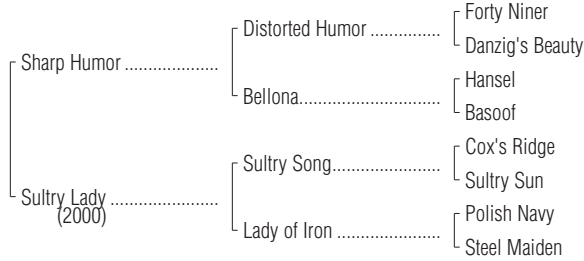 Forty Niner
Distorted Humor ................
Danzig's Beauty
Sharp Humor .....................
Hansel
Bellona................................
Basoof
Cox's Ridge
Sultry Song.........................
Sultry Sun
Sultry Lady ........................
(2000)
Polish Navy
Lady of Iron .......................
Steel Maiden